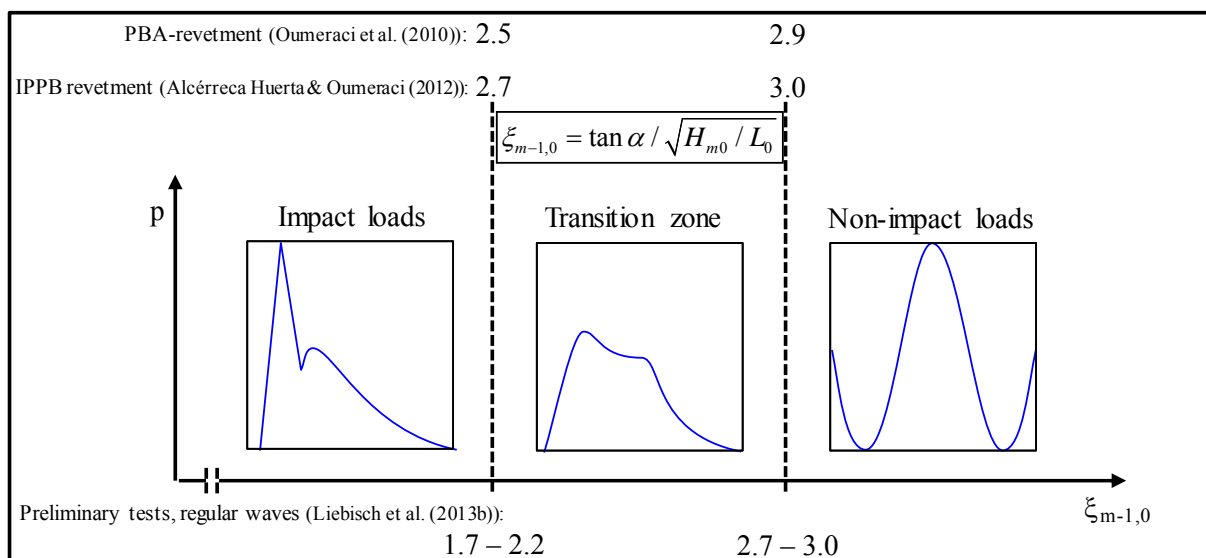 PBA-revetment (Oumeraci et al. (2010)): 2.5 2.9
IPPB revetment (Alcérreca Huerta & Oumeraci (2012)): 2.7 3.0
ξm−1,0 = tan α / √Hm0 / L0
p
Impact loads
Transition zone
Non-impact loads
ξm-1,0
Preliminary tests, regular waves (Liebisch et al. (2013b)):
1.7 – 2.2 2.7 – 3.0